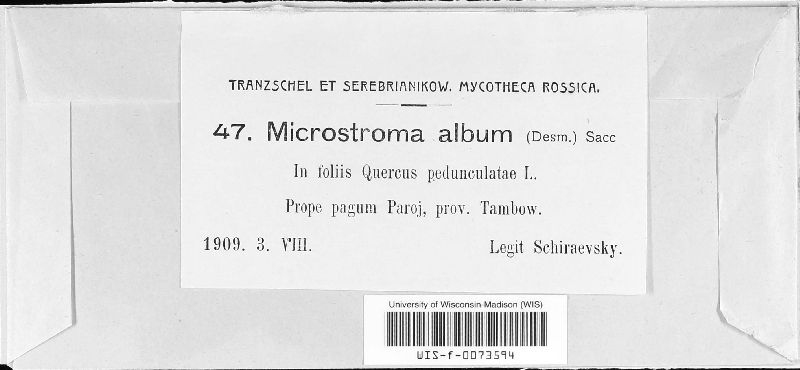 TRANZSCHEL ET SEREBRIANIKOW. MYCOTHECA ROSSICA.
47. Microstroma album (Desm.) Sacc
In foliis Quercus pedunculatae L.
Prope pagum Paroj, prov. Tambow.
1909. 3. VIII. Legit Schiraevsky.
University of Wisconsin-Madison (WIS)
WIS-f-0073594